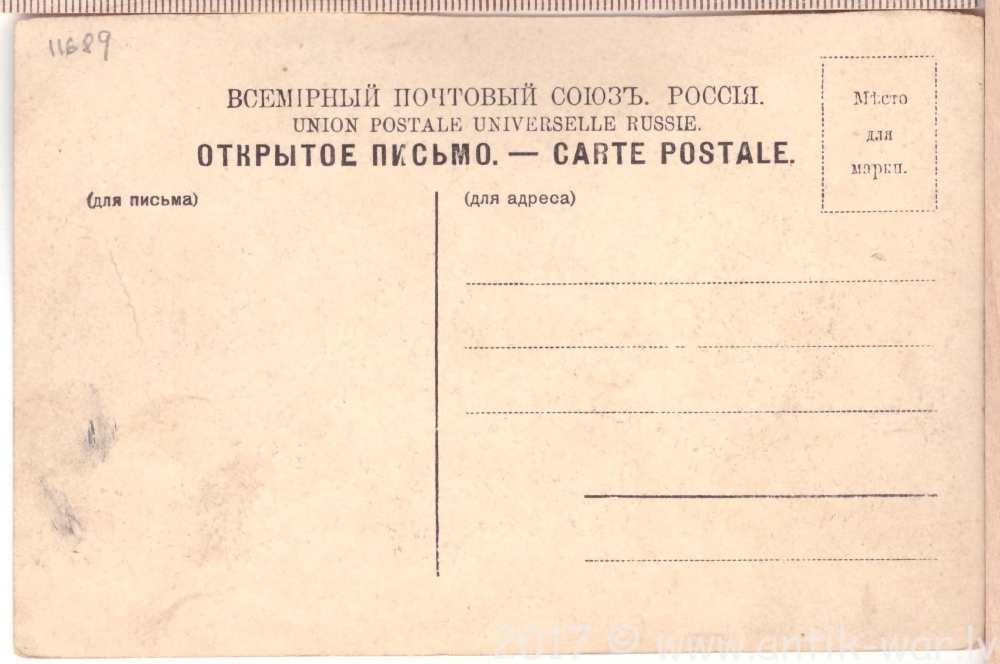 11689
ВСЕМІРНЫЙ ПОЧТОВЫЙ СОЮЗЪ. РОССІЯ.
UNION POSTALE UNIVERSELLE RUSSIE.
ОТКРЫТОЕ ПИСЬМО. — CARTE POSTALE.
Мѣсто
для
марки.
(для письма)
(для адреса)
2017 © www.antik-war.lv